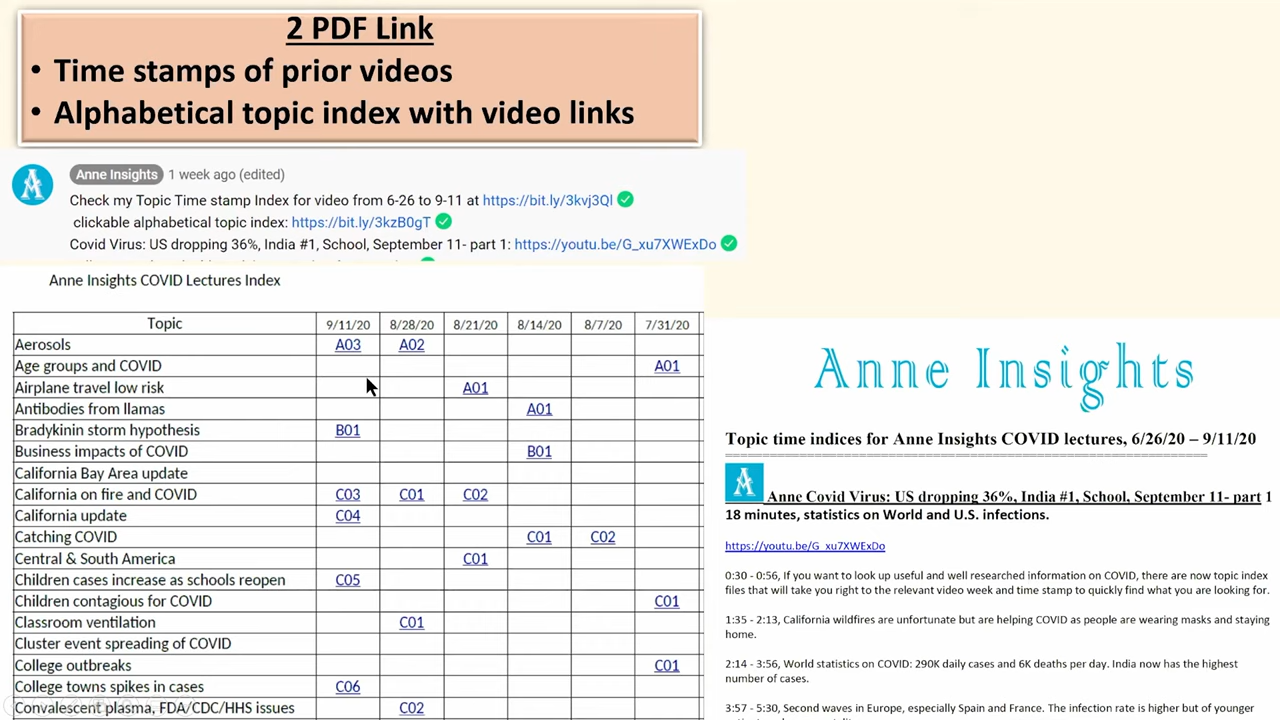 2 PDF Link
• Time stamps of prior videos
• Alphabetical topic index with video links
Anne Insights 1 week ago (edited)
Check my Topic Time stamp Index for video from 6-26 to 9-11 at https://bit.ly/3kvj3Ql
clickable alphabetical topic index: https://bit.ly/3kzB0gT
Covid Virus: US dropping 36%, India #1, School, September 11- part 1: https://youtu.be/G_xu7XWExDo
Anne Insights COVID Lectures Index
Topic 9/11/20 8/28/20 8/21/20 8/14/20 8/7/20 7/31/20
Aerosols A03 A02
Age groups and COVID A01
Airplane travel low risk A01
Antibodies from llamas A01
Bradykinin storm hypothesis B01
Business impacts of COVID B01
California Bay Area update
California on fire and COVID C03 C01 C02
California update C04
Catching COVID C01 C02
Central & South America C01
Children cases increase as schools reopen C05
Children contagious for COVID C01
Classroom ventilation C01
Cluster event spreading of COVID
College outbreaks C01
College towns spikes in cases C06
Convalescent plasma, FDA/CDC/HHS issues C02
Anne Insights
Topic time indices for Anne Insights COVID lectures, 6/26/20 – 9/11/20
Anne Covid Virus: US dropping 36%, India #1, School, September 11- part 1
18 minutes, statistics on World and U.S. infections.
https://youtu.be/G_xu7XWExDo
0:30 - 0:56, If you want to look up useful and well researched information on COVID, there are now topic index
files that will take you right to the relevant video week and time stamp to quickly find what you are looking for.
1:35 - 2:13, California wildfires are unfortunate but are helping COVID as people are wearing masks and staying
home.
2:14 - 3:56, World statistics on COVID: 290K daily cases and 6K deaths per day. India now has the highest
number of cases.
3:57 - 5:30, Second waves in Europe, especially Spain and France. The infection rate is higher but of younger